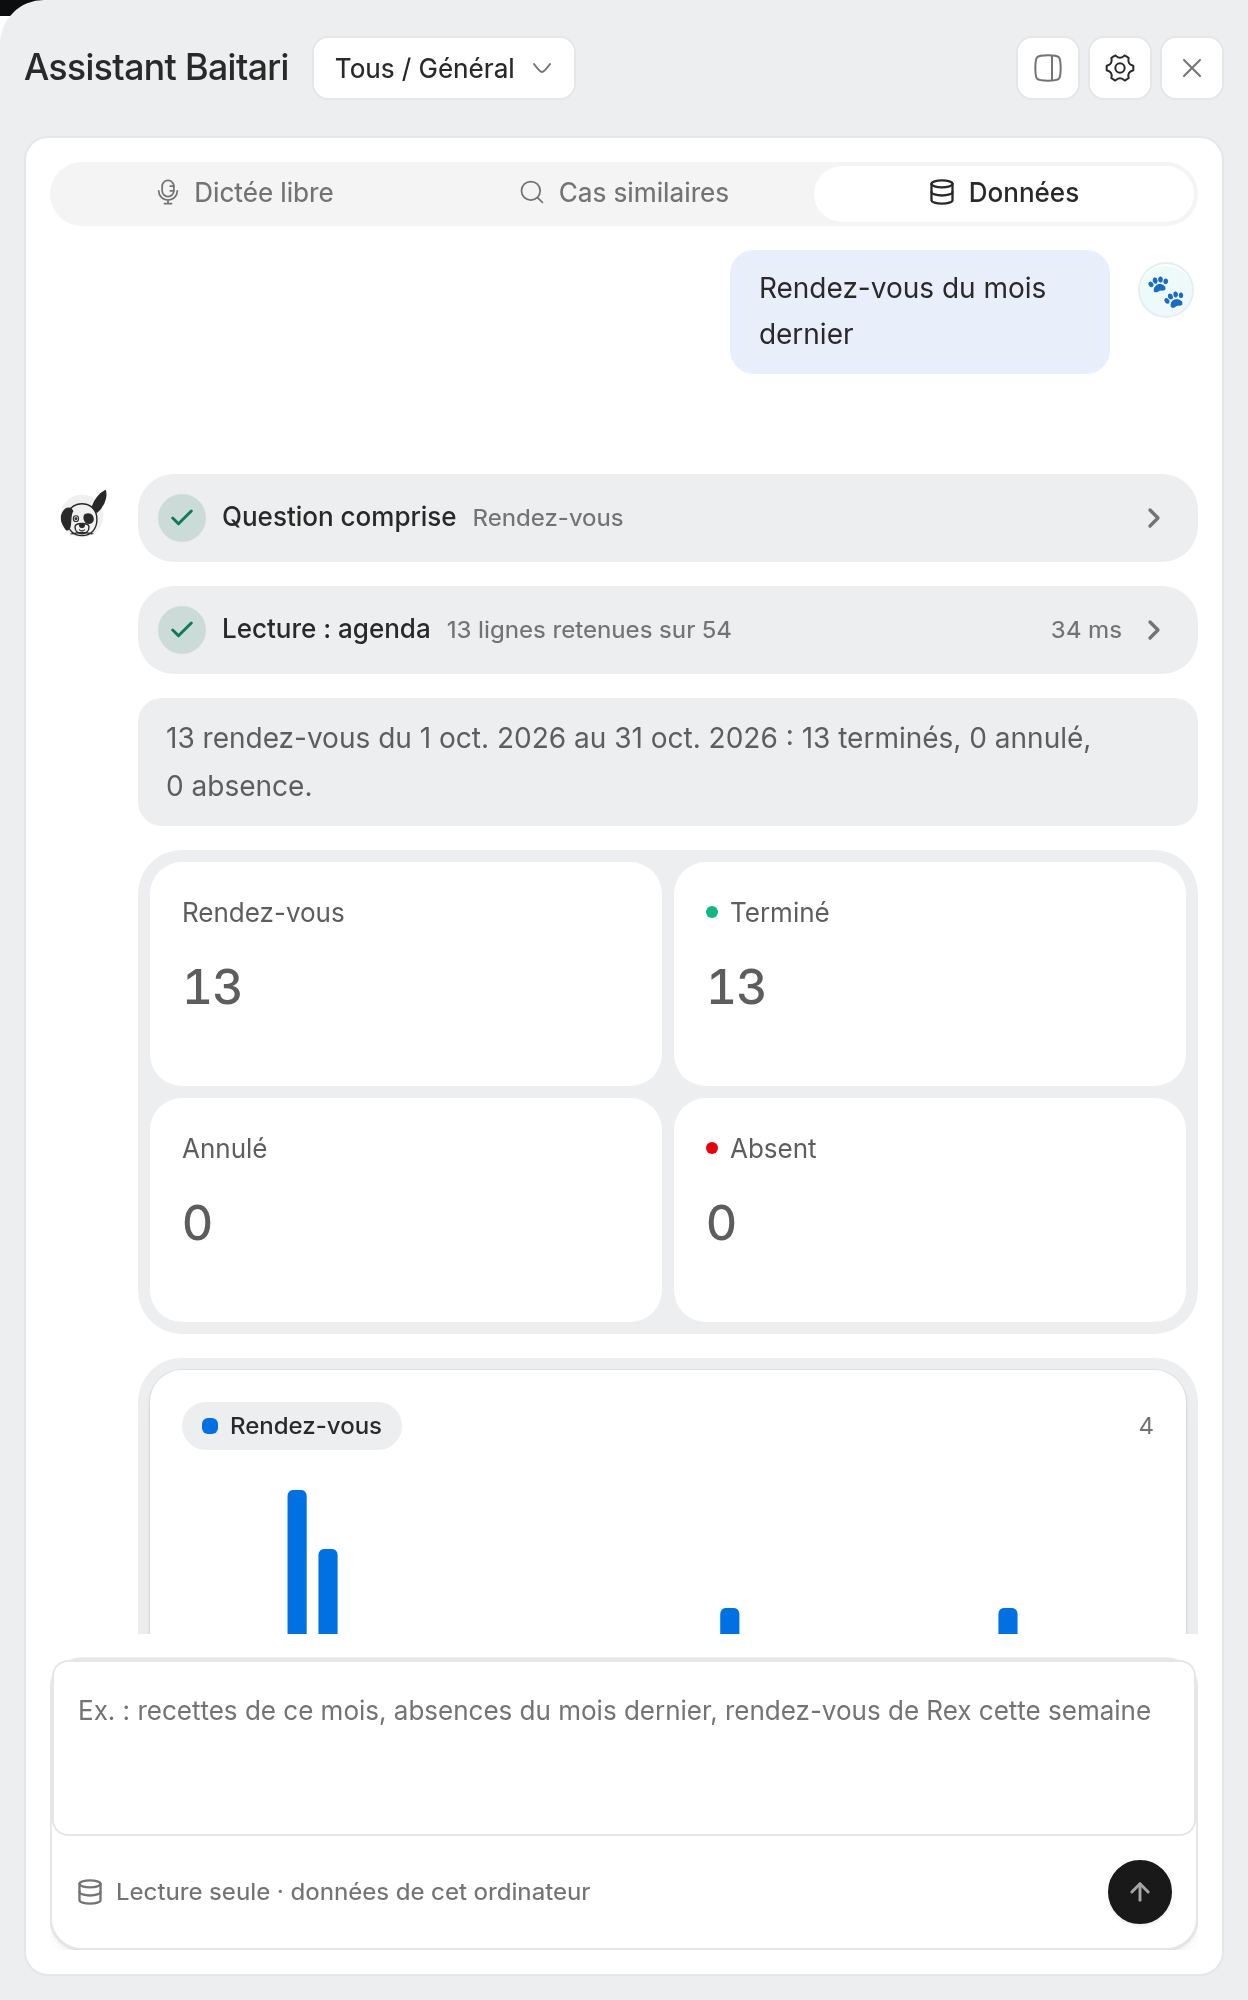 Assistant Baitari
Tous / Général
Dictée libre
Cas similaires
Données
Rendez-vous du mois
dernier
Question comprise Rendez-vous
Lecture : agenda 13 lignes retenues sur 54 34 ms
13 rendez-vous du 1 oct. 2026 au 31 oct. 2026 : 13 terminés, 0 annulé,
0 absence.
Rendez-vous
13
Terminé
13
Annulé
0
Absent
0
Rendez-vous
4
Ex. : recettes de ce mois, absences du mois dernier, rendez-vous de Rex cette semaine
Lecture seule · données de cet ordinateur